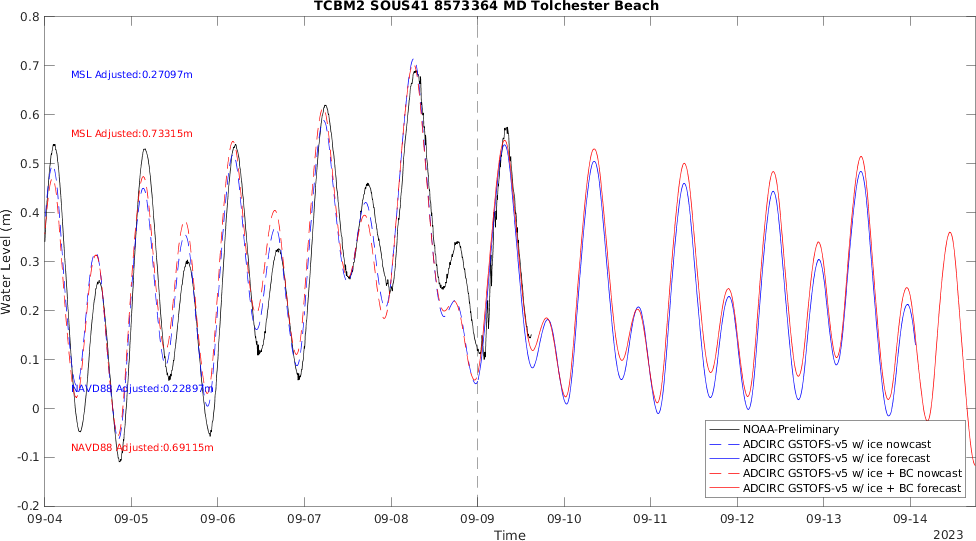 TCBM2 SOUS41 8573364 MD Tolchester Beach
0.8
0.7
0.6
0.5
0.4
0.3
0.2
0.1
0
-0.1
-0.2
Water Level (m)
MSL Adjusted:0.27097m
MSL Adjusted:0.73315m
NAVD88 Adjusted:0.22897m
NAVD88 Adjusted:0.69115m
NOAA-Preliminary
ADCIRC GSTOFS-v5 w/ ice nowcast
ADCIRC GSTOFS-v5 w/ ice forecast
ADCIRC GSTOFS-v5 w/ ice + BC nowcast
ADCIRC GSTOFS-v5 w/ ice + BC forecast
09-04 09-05 09-06 09-07 09-08 09-09 09-10 09-11 09-12 09-13 09-14
Time
2023